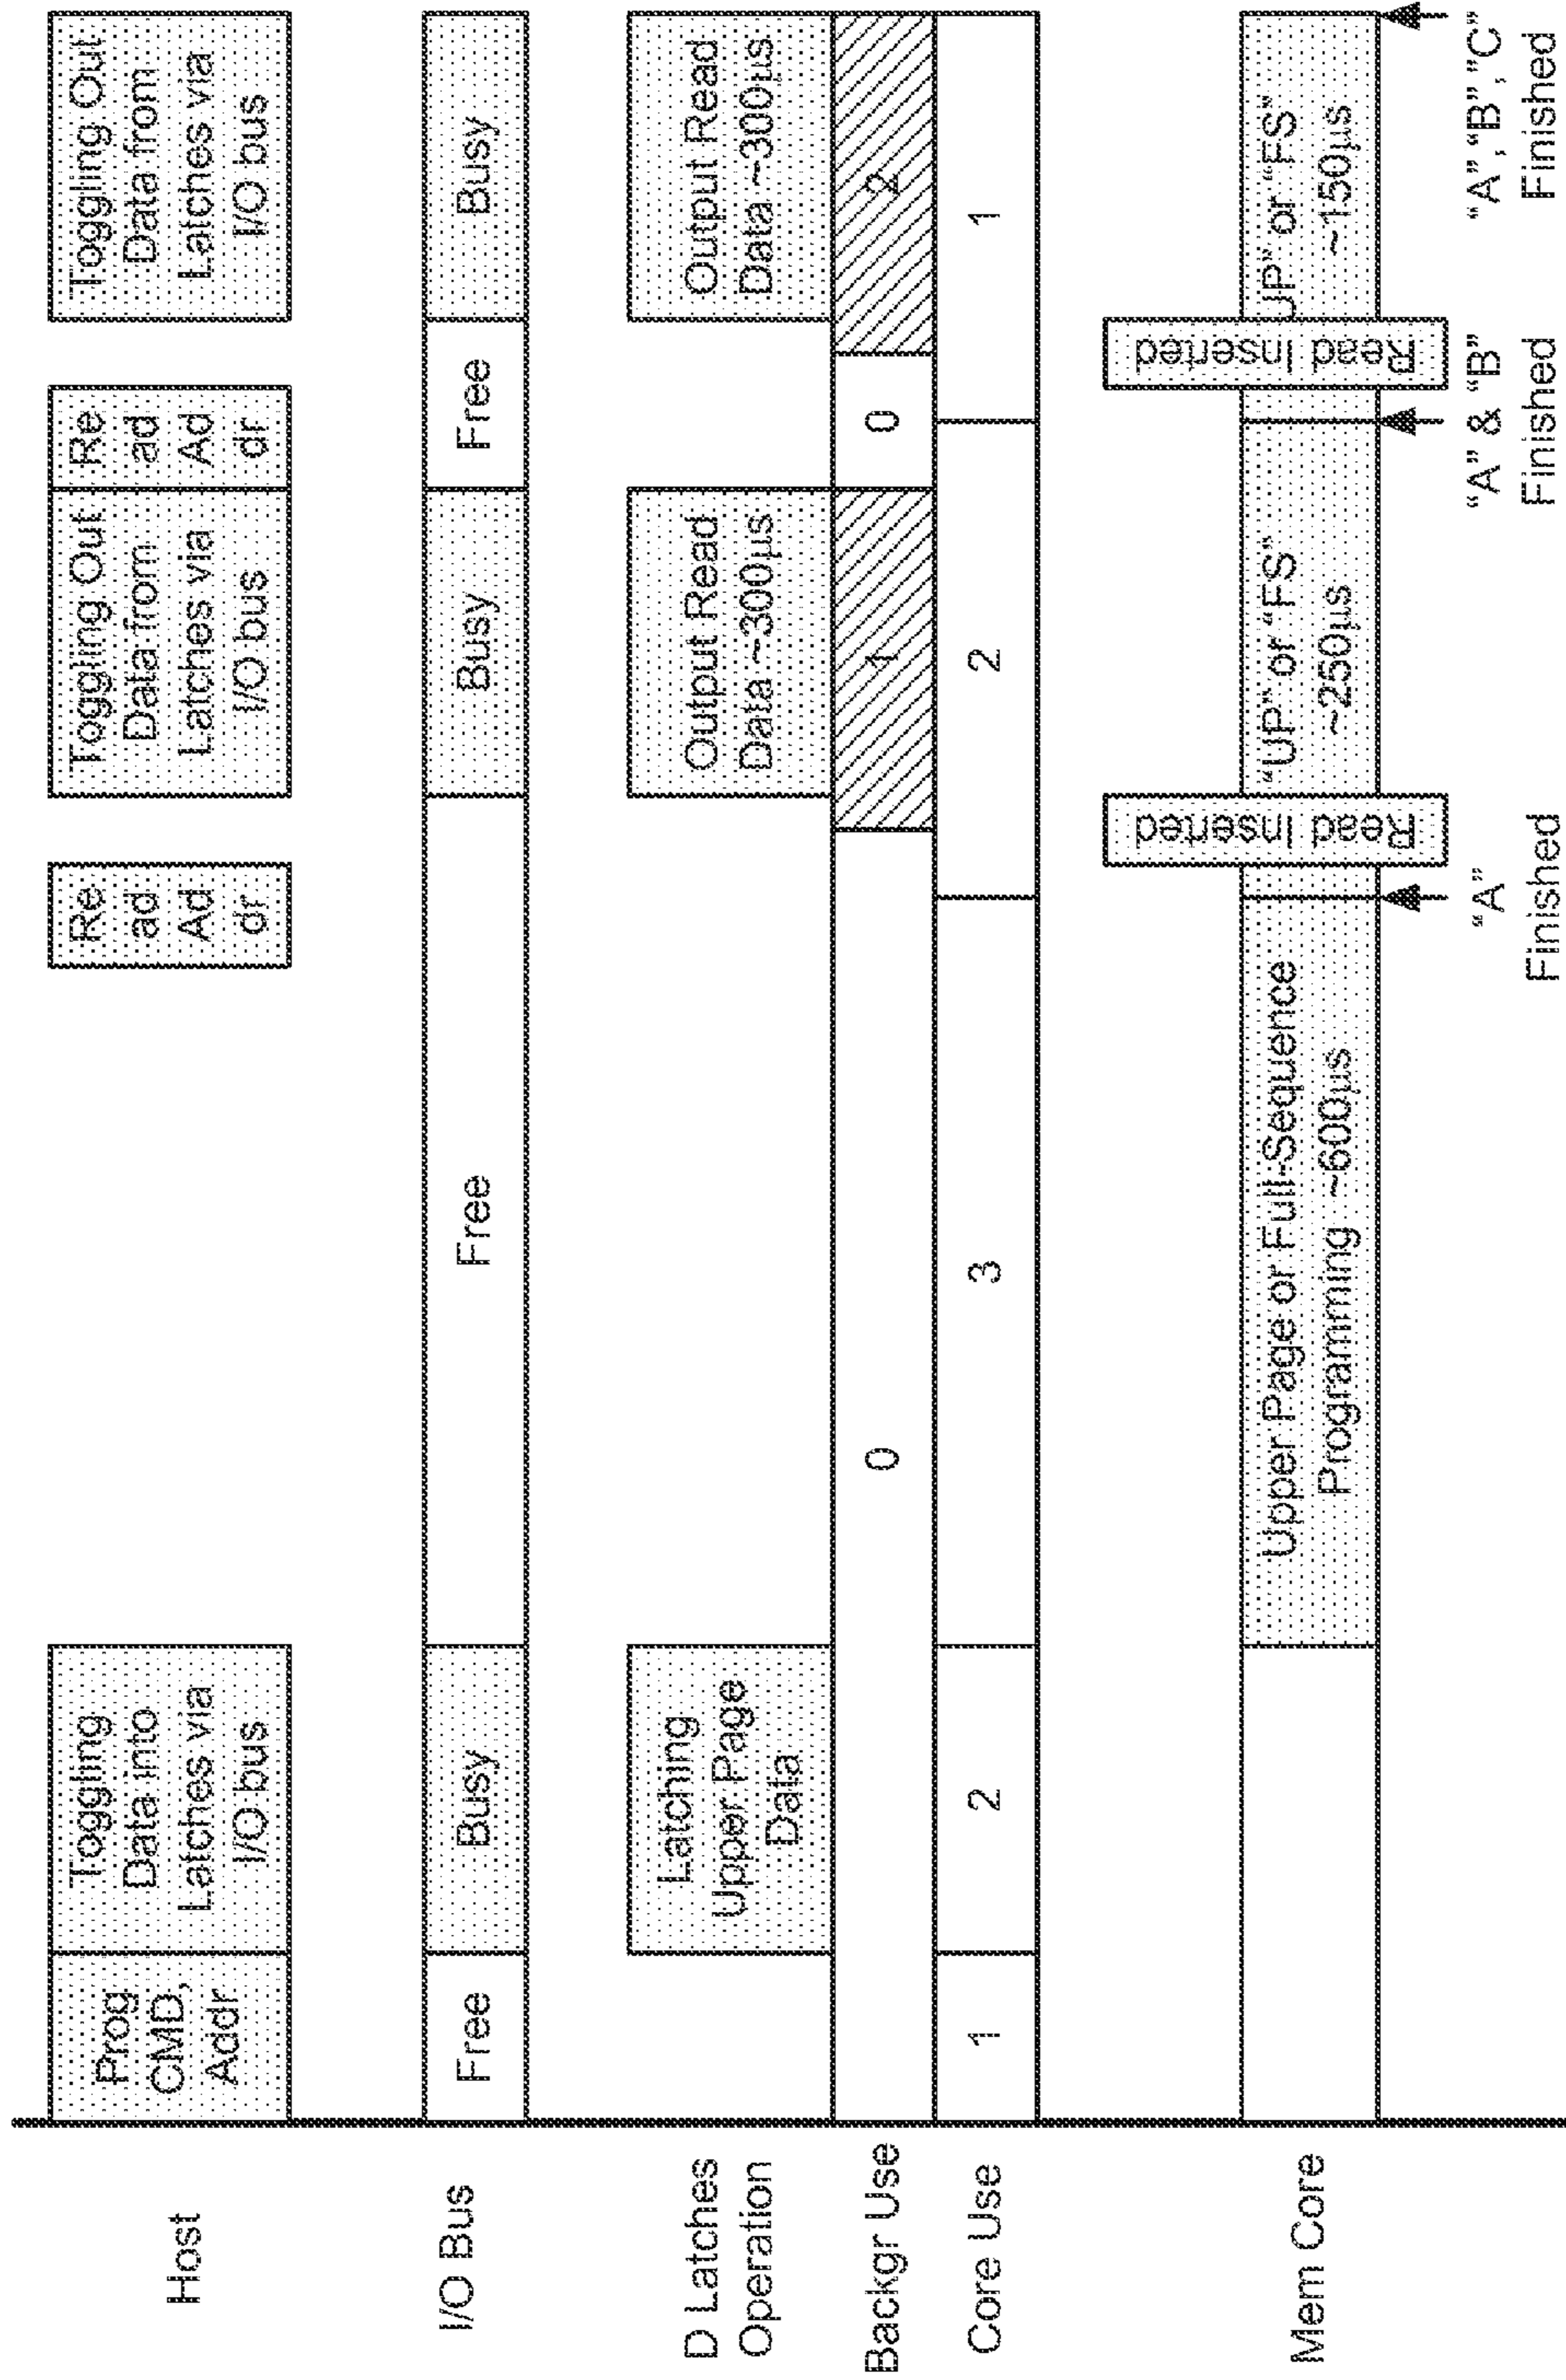 Host
Prog
CMD,
Addr
Toggling
Data into
Latches via
I/O bus
Re
ad
Ad
dr
Toggling Out
Data from
Latches via
I/O bus
Re
ad
Ad
dr
Toggling Out
Data from
Latches via
I/O bus
I/O Bus
Free
Busy
Free
Busy
Free
Busy
D Latches
Operation
Latching
Upper Page
Data
Output Read
Data ~300µs
Output Read
Data ~300µs
Backgr Use
0
1
0
2
Core Use
1
2
3
2
1
Mem Core
Upper Page or Full-Sequence
Programming ~600µs
Read
inserted
"UP" or "FS"
~250µs
Read
inserted
UP" or "FS"
~150µs
"A"
Finished
"A" & "B"
Finished
"A","B","C"
Finished